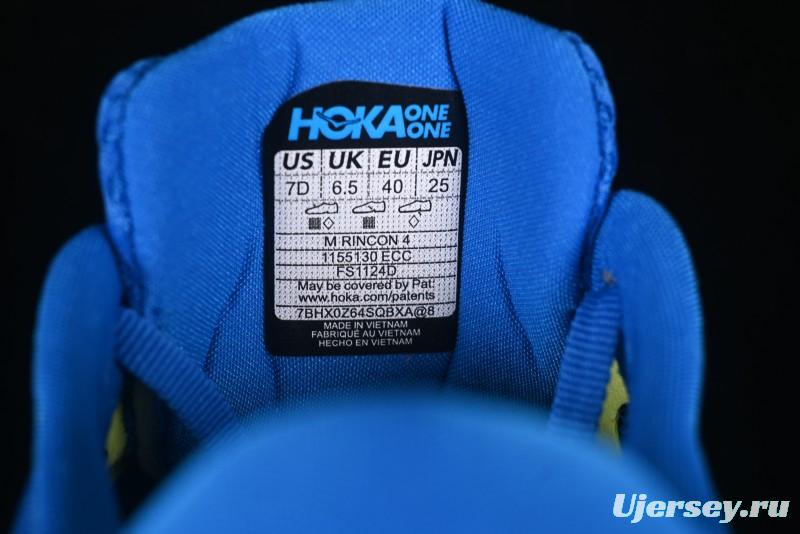 HOKA ONE ONE
US UK EU JPN
7D 6.5 40 25
M RINCON 4
1155130 ECC
FS1124D
May be covered by Pat:
www.hoka.com/patents
7BHX0Z64SQBXA@8
MADE IN VIETNAM
FABRIQUÉ AU VIETNAM
HECHO EN VIETNAM
Ujersey.ru